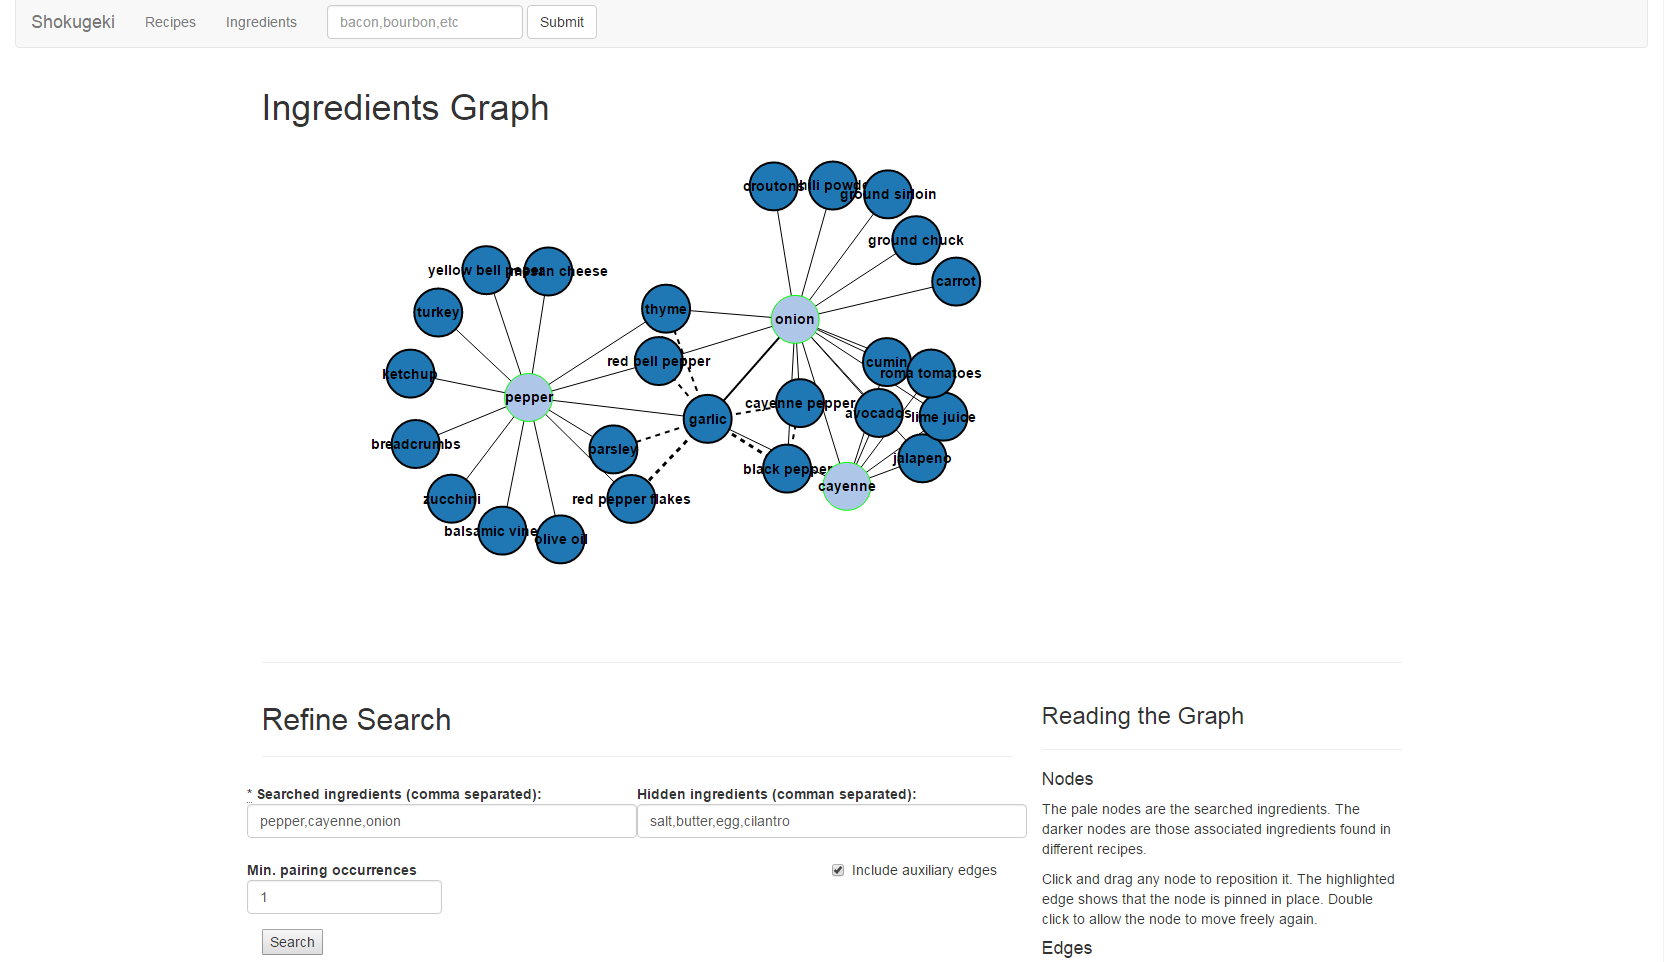 Shokugeki Recipes Ingredients bacon,bourbon,etc Submit
Ingredients Graph
croutons
hili powde
ground sirloin
ground chuck
carrot
yellow bell
cheese
turkey
thyme
onion
red bell pepper
cumin
roma tomatoes
ketchup
pepper
cayenne pepper
avocados
lime juice
garlic
breadcrumbs
parsley
black pepper
jalapeno
cayenne
zucchini
red pepper flakes
balsamic vine
olive oil
Refine Search
* Searched ingredients (comma separated):
pepper,cayenne,onion
Hidden ingredients (comman separated):
salt,butter,egg,cilantro
Min. pairing occurrences
1
Include auxiliary edges
Search
Reading the Graph
Nodes
The pale nodes are the searched ingredients. The
darker nodes are those associated ingredients found in
different recipes.
Click and drag any node to reposition it. The highlighted
edge shows that the node is pinned in place. Double
click to allow the node to move freely again.
Edges